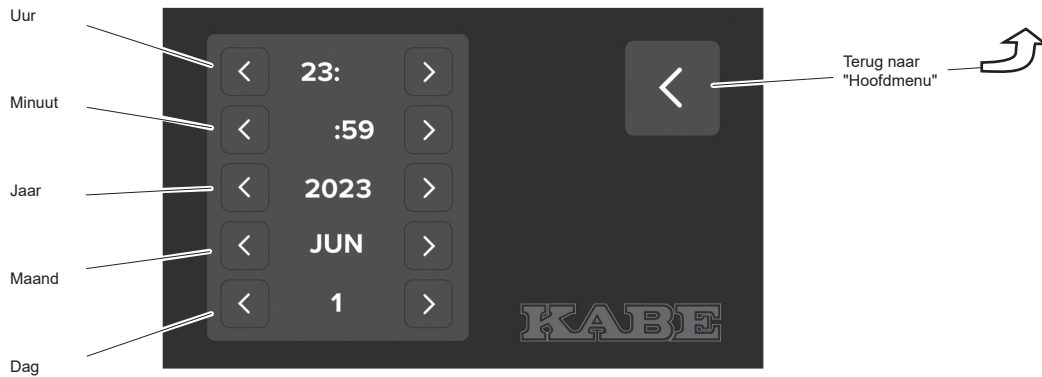 Uur
23:
Minuut
:59
Jaar
2023
Maand
JUN
Dag
1
Terug naar
"Hoofdmenu"
KABE